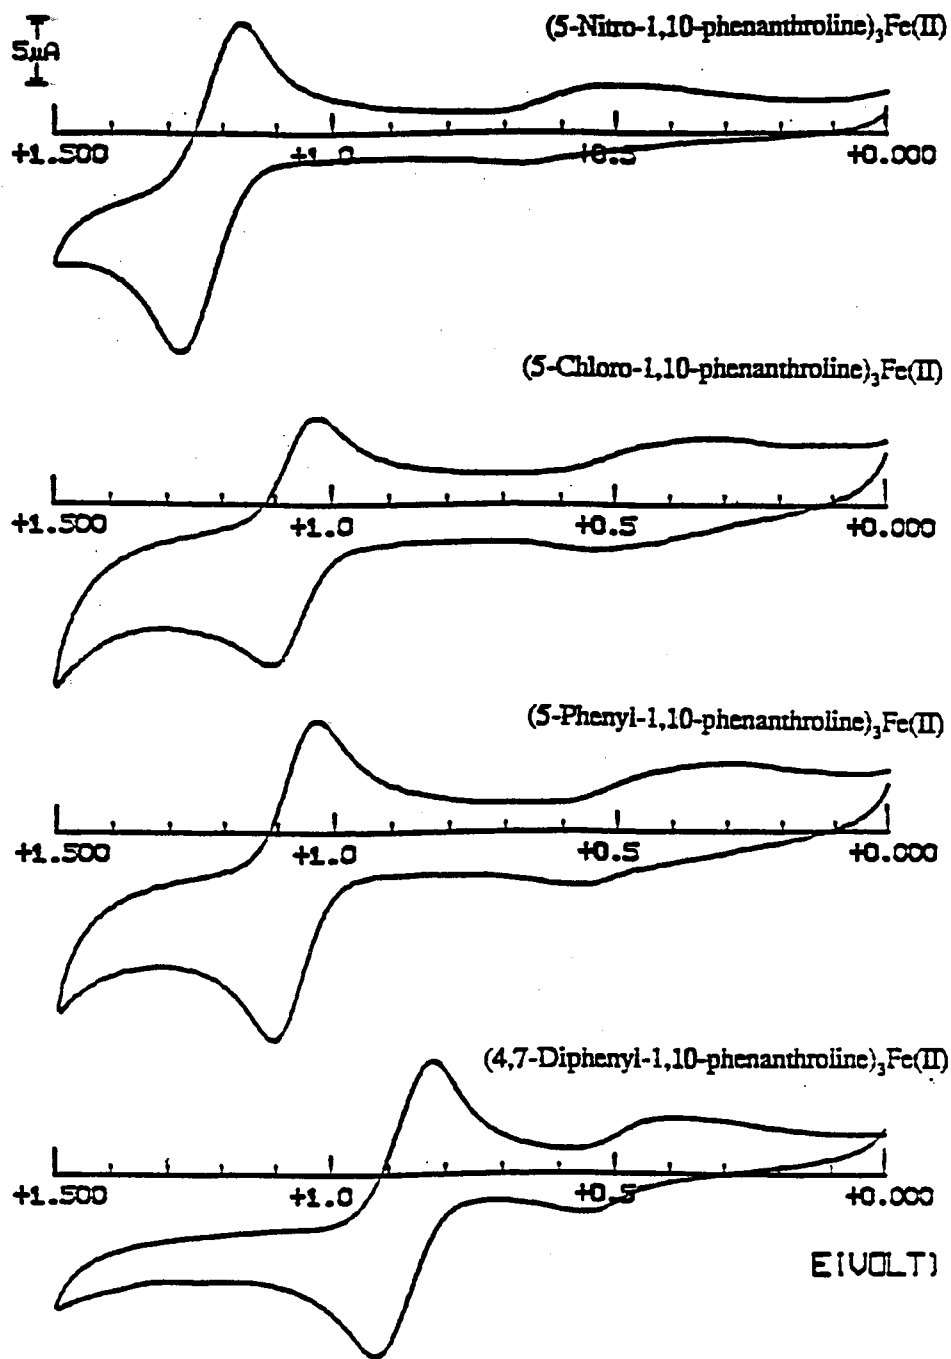 (5-Nitro-1,10-phenanthroline)₃Fe(II)
5µA
+1.500 +1.0 +0.5 +0.000
(5-Chloro-1,10-phenanthroline)₃Fe(II)
+1.500 +1.0 +0.5 +0.000
(5-Phenyl-1,10-phenanthroline)₃Fe(II)
+1.500 +1.0 +0.5 +0.000
(4,7-Diphenyl-1,10-phenanthroline)₃Fe(II)
+1.500 +1.0 +0.5 +0.000
E[VOLT]